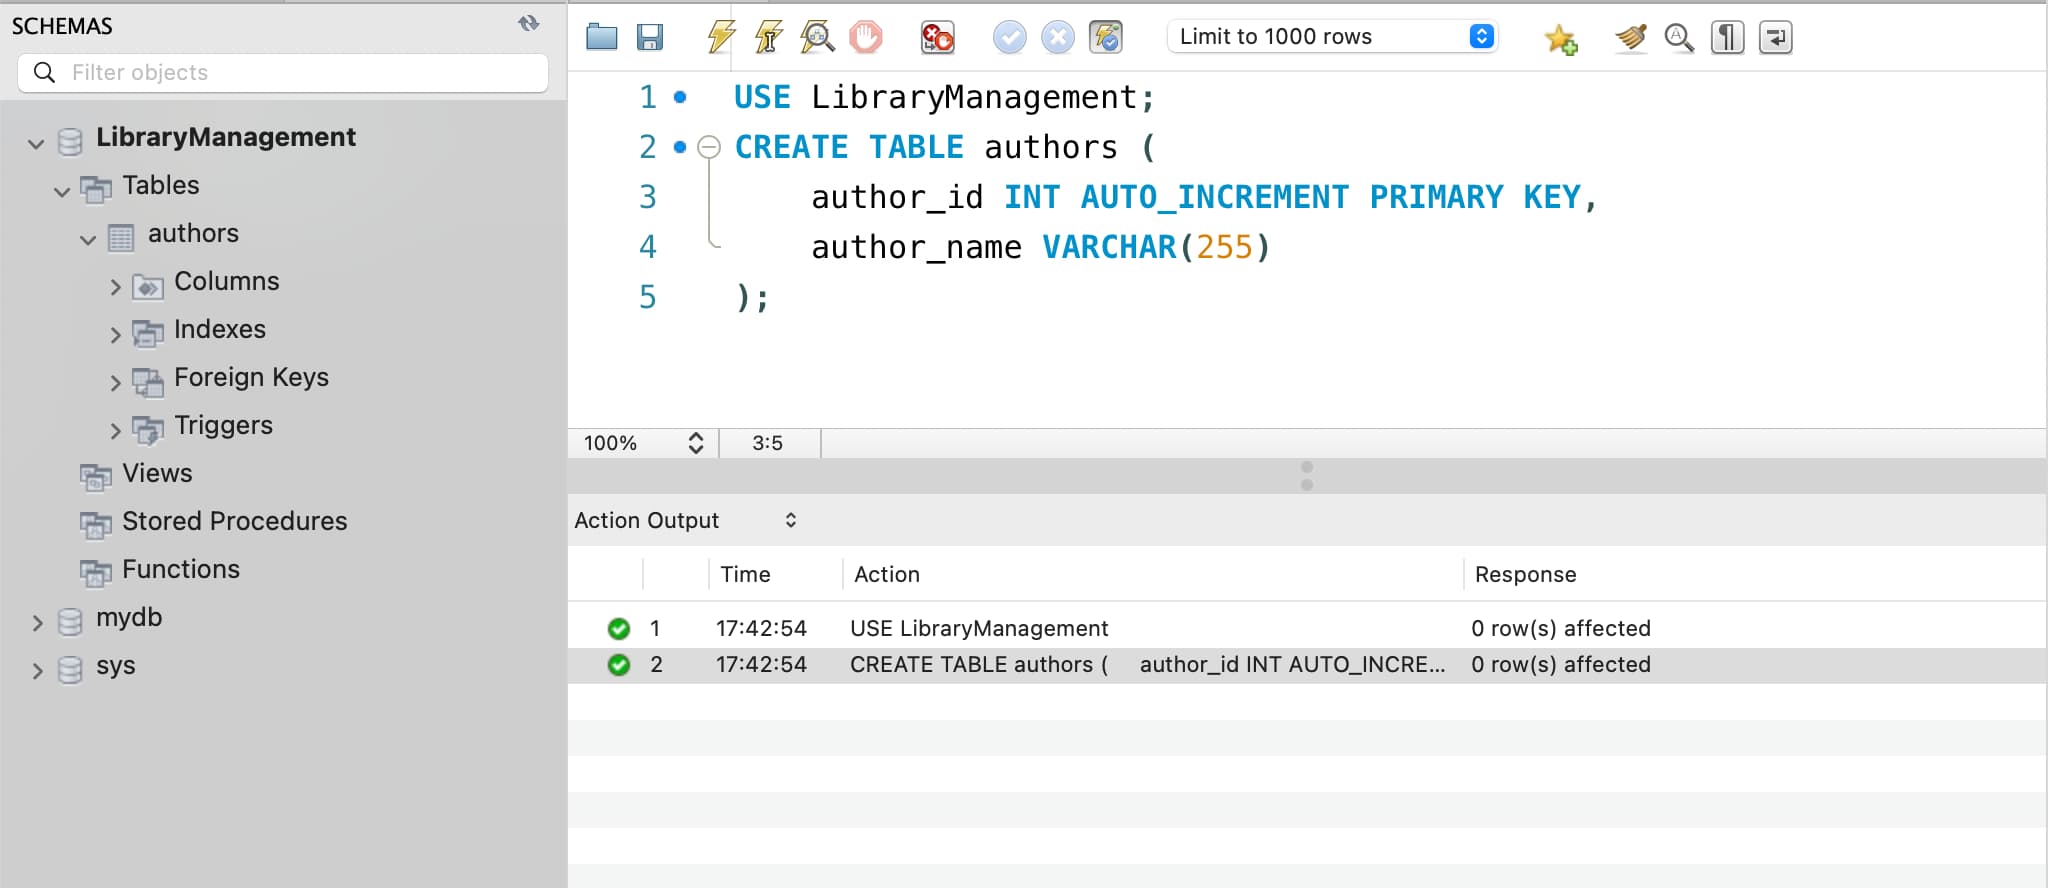 SCHEMAS
Filter objects
LibraryManagement
Tables
authors
Columns
Indexes
Foreign Keys
Triggers
Views
Stored Procedures
Functions
mydb
sys
Limit to 1000 rows
1 USE LibraryManagement;
2 CREATE TABLE authors (
3 author_id INT AUTO_INCREMENT PRIMARY KEY,
4 author_name VARCHAR(255)
5 );
100% 3:5
Action Output
Time Action Response
1 17:42:54 USE LibraryManagement 0 row(s) affected
2 17:42:54 CREATE TABLE authors ( author_id INT AUTO_INCRE... 0 row(s) affected